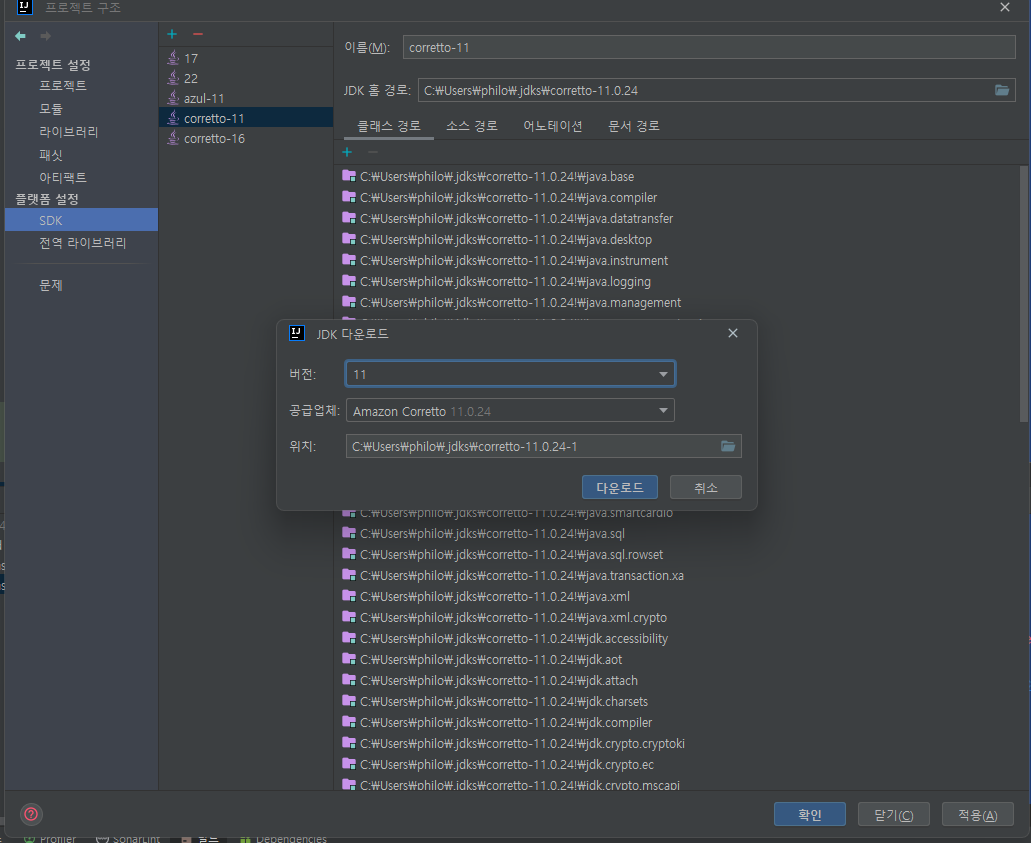 프로젝트 구조
프로젝트 설정
프로젝트
모듈
라이브러리
패싯
아티팩트
플랫폼 설정
SDK
전역 라이브러리
문제
17
22
azul-11
corretto-11
corretto-16
이름(M): corretto-11
JDK 홈 경로: C:₩Users₩philo₩.jdks₩corretto-11.0.24
클래스 경로 소스 경로 어노테이션 문서 경로
C:₩Users₩philo₩.jdks₩corretto-11.0.24!₩java.base
C:₩Users₩philo₩.jdks₩corretto-11.0.24!₩java.compiler
C:₩Users₩philo₩.jdks₩corretto-11.0.24!₩java.datatransfer
C:₩Users₩philo₩.jdks₩corretto-11.0.24!₩java.desktop
C:₩Users₩philo₩.jdks₩corretto-11.0.24!₩java.instrument
C:₩Users₩philo₩.jdks₩corretto-11.0.24!₩java.logging
C:₩Users₩philo₩.jdks₩corretto-11.0.24!₩java.management
IJ JDK 다운로드
버전: 11
공급업체: Amazon Corretto 11.0.24
위치: C:₩Users₩philo₩.jdks₩corretto-11.0.24-1
다운로드 취소
C:₩Users₩philo₩.jdks₩corretto-11.0.24!₩java.smartcardio
C:₩Users₩philo₩.jdks₩corretto-11.0.24!₩java.sql
C:₩Users₩philo₩.jdks₩corretto-11.0.24!₩java.sql.rowset
C:₩Users₩philo₩.jdks₩corretto-11.0.24!₩java.transaction.xa
C:₩Users₩philo₩.jdks₩corretto-11.0.24!₩java.xml
C:₩Users₩philo₩.jdks₩corretto-11.0.24!₩java.xml.crypto
C:₩Users₩philo₩.jdks₩corretto-11.0.24!₩jdk.accessibility
C:₩Users₩philo₩.jdks₩corretto-11.0.24!₩jdk.aot
C:₩Users₩philo₩.jdks₩corretto-11.0.24!₩jdk.attach
C:₩Users₩philo₩.jdks₩corretto-11.0.24!₩jdk.charsets
C:₩Users₩philo₩.jdks₩corretto-11.0.24!₩jdk.compiler
C:₩Users₩philo₩.jdks₩corretto-11.0.24!₩jdk.crypto.cryptoki
C:₩Users₩philo₩.jdks₩corretto-11.0.24!₩jdk.crypto.ec
C:₩Users₩philo₩.jdks₩corretto-11.0.24!₩jdk.crypto.mscapi
확인 닫기(C) 적용(A)
Profiler SonarLint 빌드 Dependencies